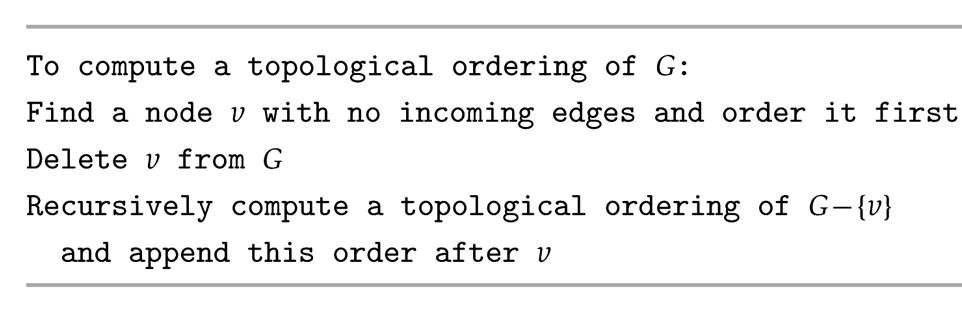 To compute a topological ordering of G:
Find a node v with no incoming edges and order it first
Delete v from G
Recursively compute a topological ordering of G−{v}
and append this order after v